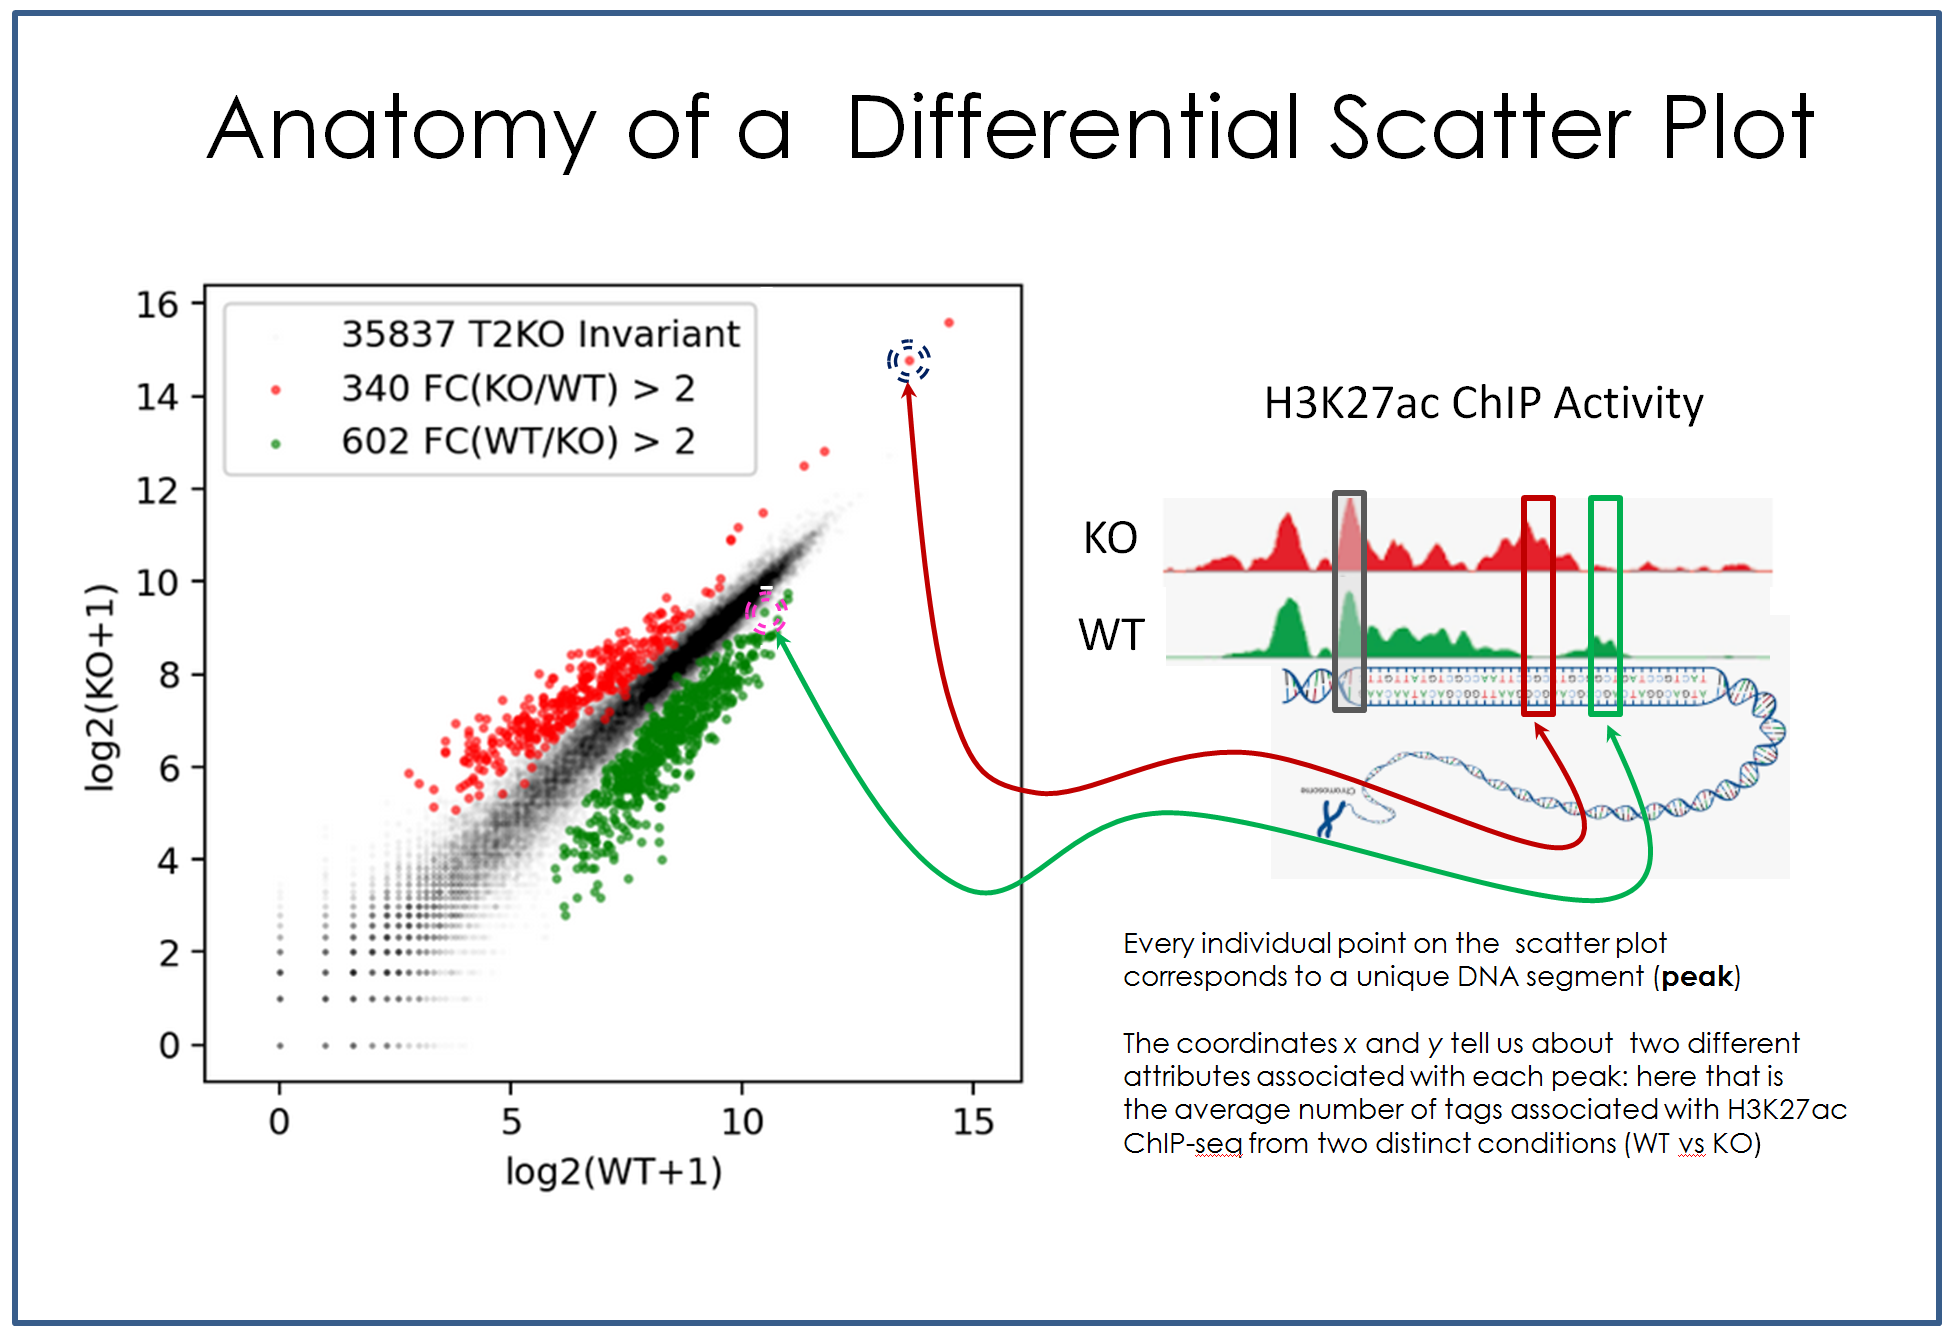 Anatomy of a Differential Scatter Plot
16
14
12
10
8
6
4
2
0
log2(KO+1)
35837 T2KO Invariant
340 FC(KO/WT) > 2
602 FC(WT/KO) > 2
0 5 10 15
log2(WT+1)
H3K27ac ChIP Activity
KO
WT
Chromosome
Every individual point on the scatter plot
corresponds to a unique DNA segment (peak)
The coordinates x and y tell us about two different
attributes associated with each peak: here that is
the average number of tags associated with H3K27ac
ChIP-seq from two distinct conditions (WT vs KO)